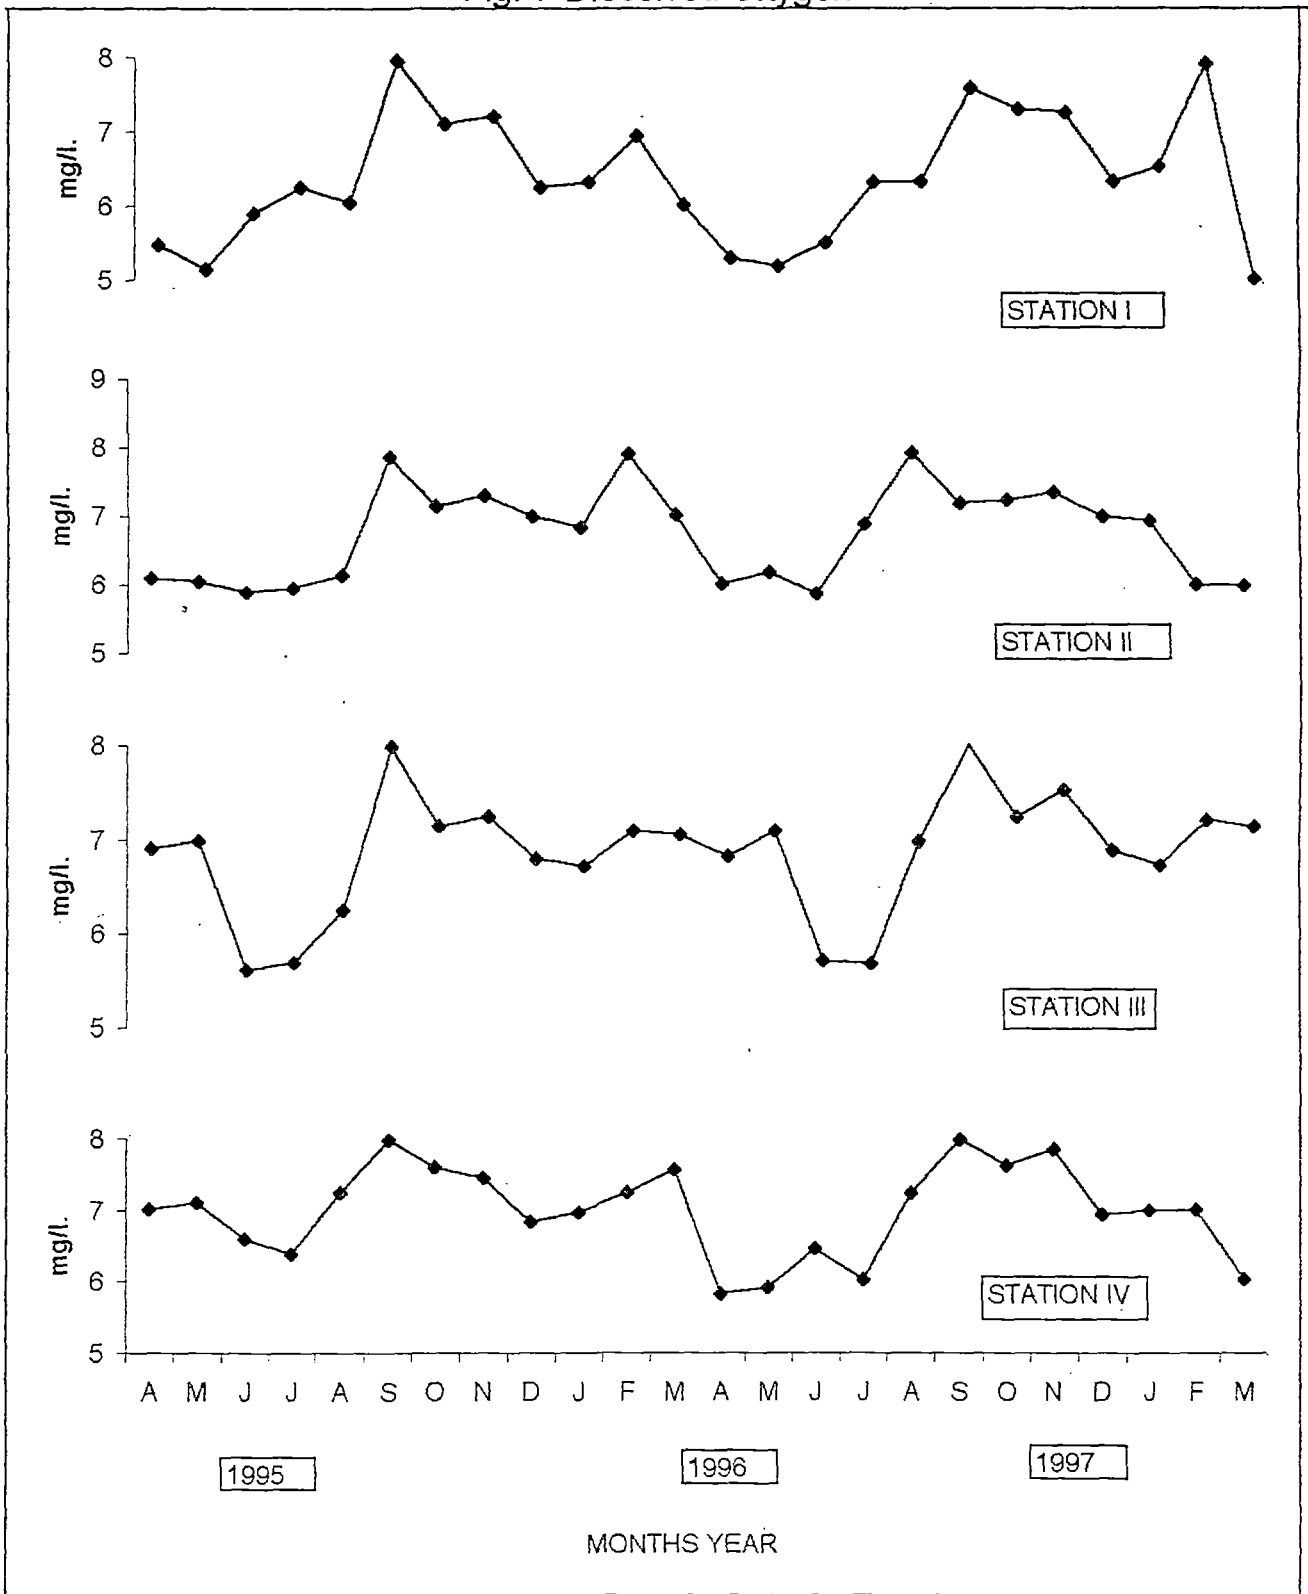 8
7
6
5
mg/l.
STATION I
9
8
7
6
5
mg/l.
STATION II
8
7
6
5
mg/l.
STATION III
8
7
6
5
mg/l.
STATION IV
A M J J A S O N D J F M A M J J A S O N D J F M
1995 1996 1997
MONTHS YEAR